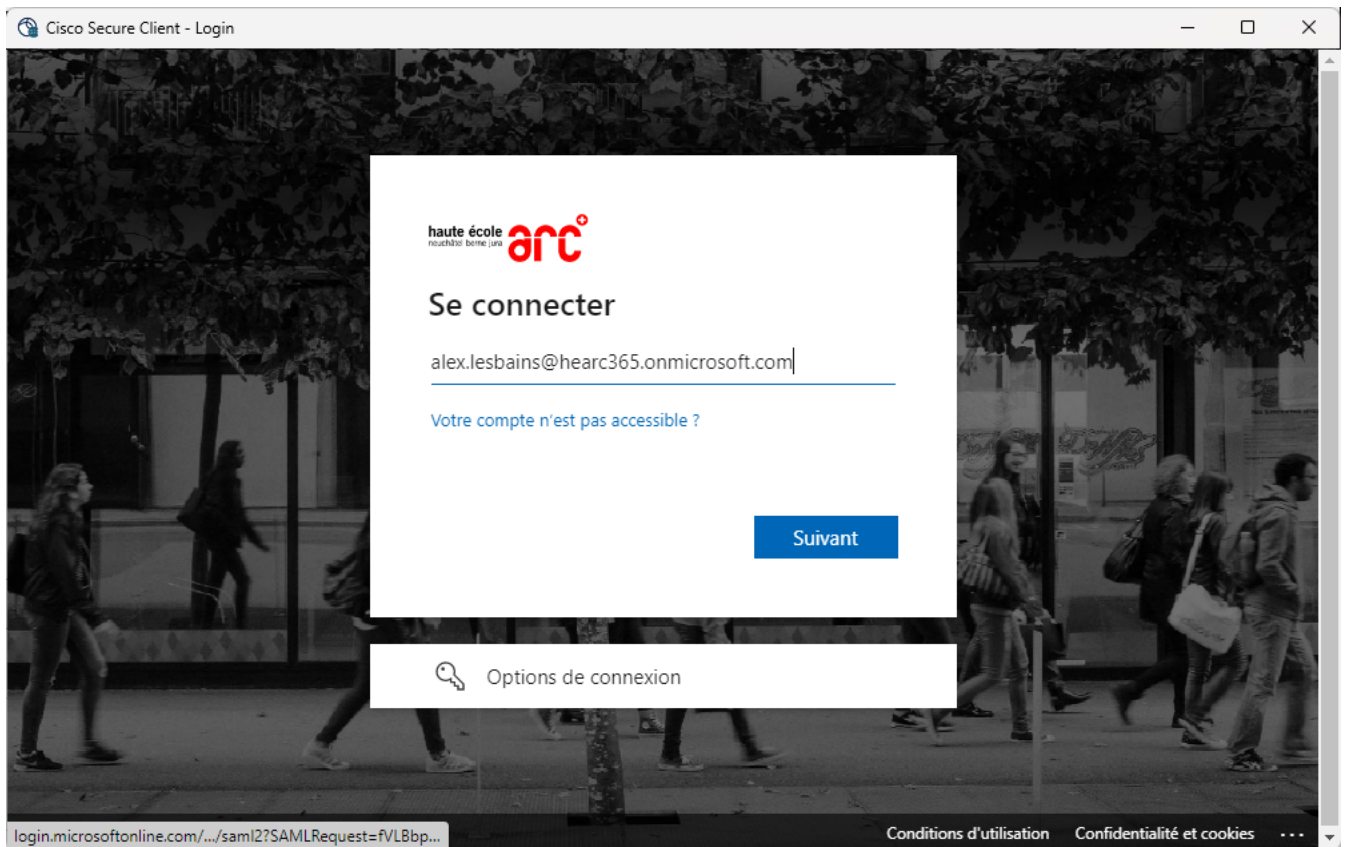 Cisco Secure Client - Login
haute école
neuchâtel berne jura
arc
Se connecter
alex.lesbains@hearc365.onmicrosoft.com
Votre compte n'est pas accessible ?
Suivant
Options de connexion
login.microsoftonline.com/.../saml2?SAMLRequest=fVLBbp...
Conditions d'utilisation Confidentialité et cookies ...